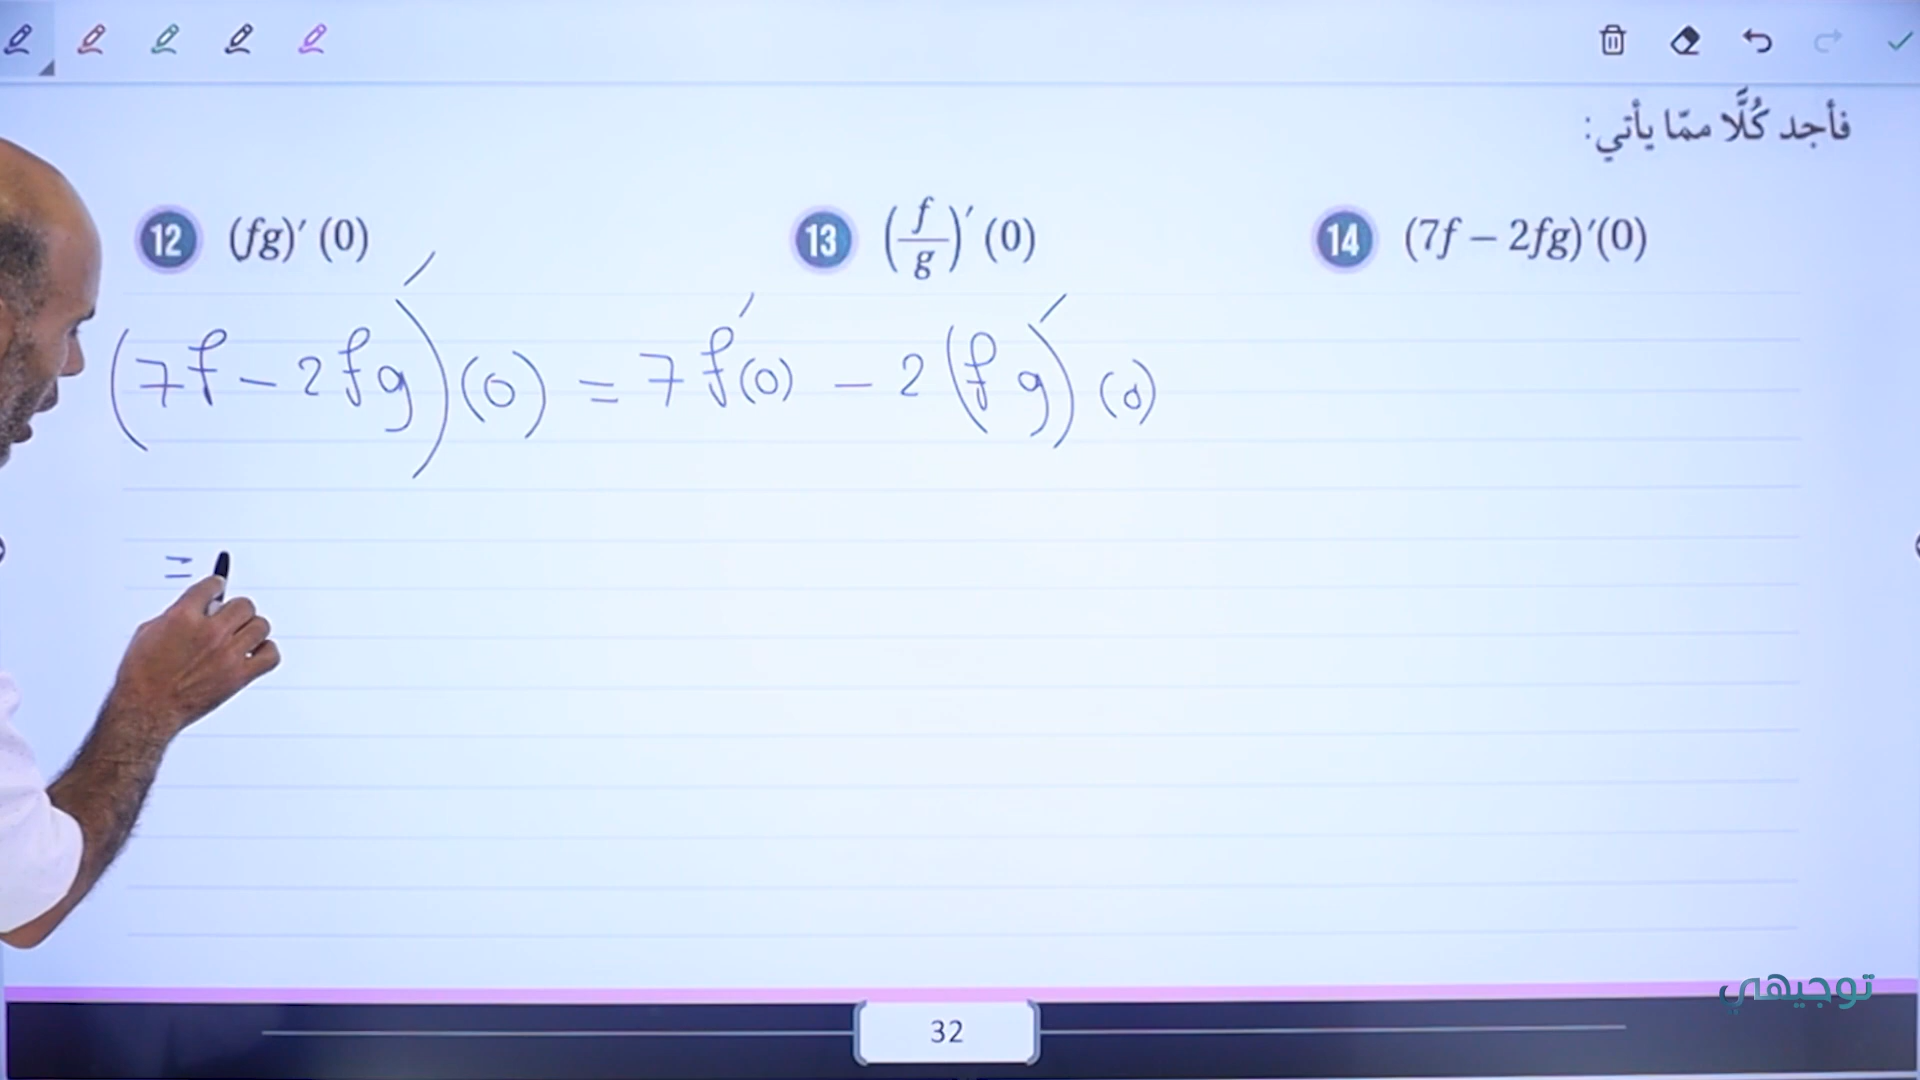 فأجد كُلًّا ممّا يأتي:
12 (fg)′ (0)
13 (f/g)′ (0)
14 (7f – 2fg)′(0)
(7f – 2fg)′(0) = 7f′(0) – 2(fg)′(0)
=
توجيهي
32